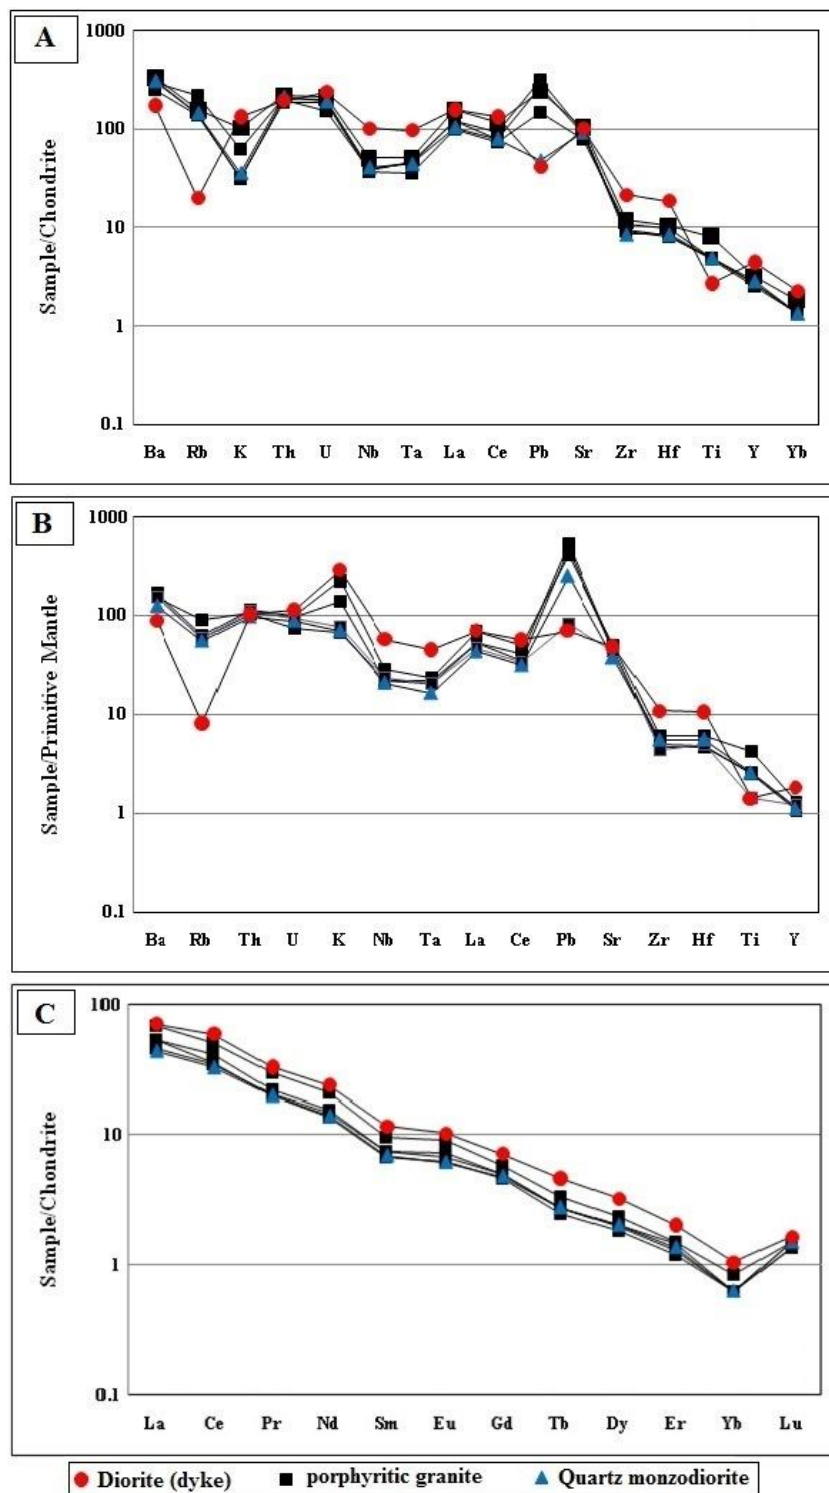 A
1000
100
10
1
0.1
Sample/Chondrite
Ba Rb K Th U Nb Ta La Ce Pb Sr Zr Hf Ti Y Yb
B
1000
100
10
1
0.1
Sample/Primitive Mantle
Ba Rb Th U K Nb Ta La Ce Pb Sr Zr Hf Ti Y
C
100
10
1
0.1
Sample/Chondrite
La Ce Pr Nd Sm Eu Gd Tb Dy Er Yb Lu
Diorite (dyke) porphyritic granite Quartz monzodiorite